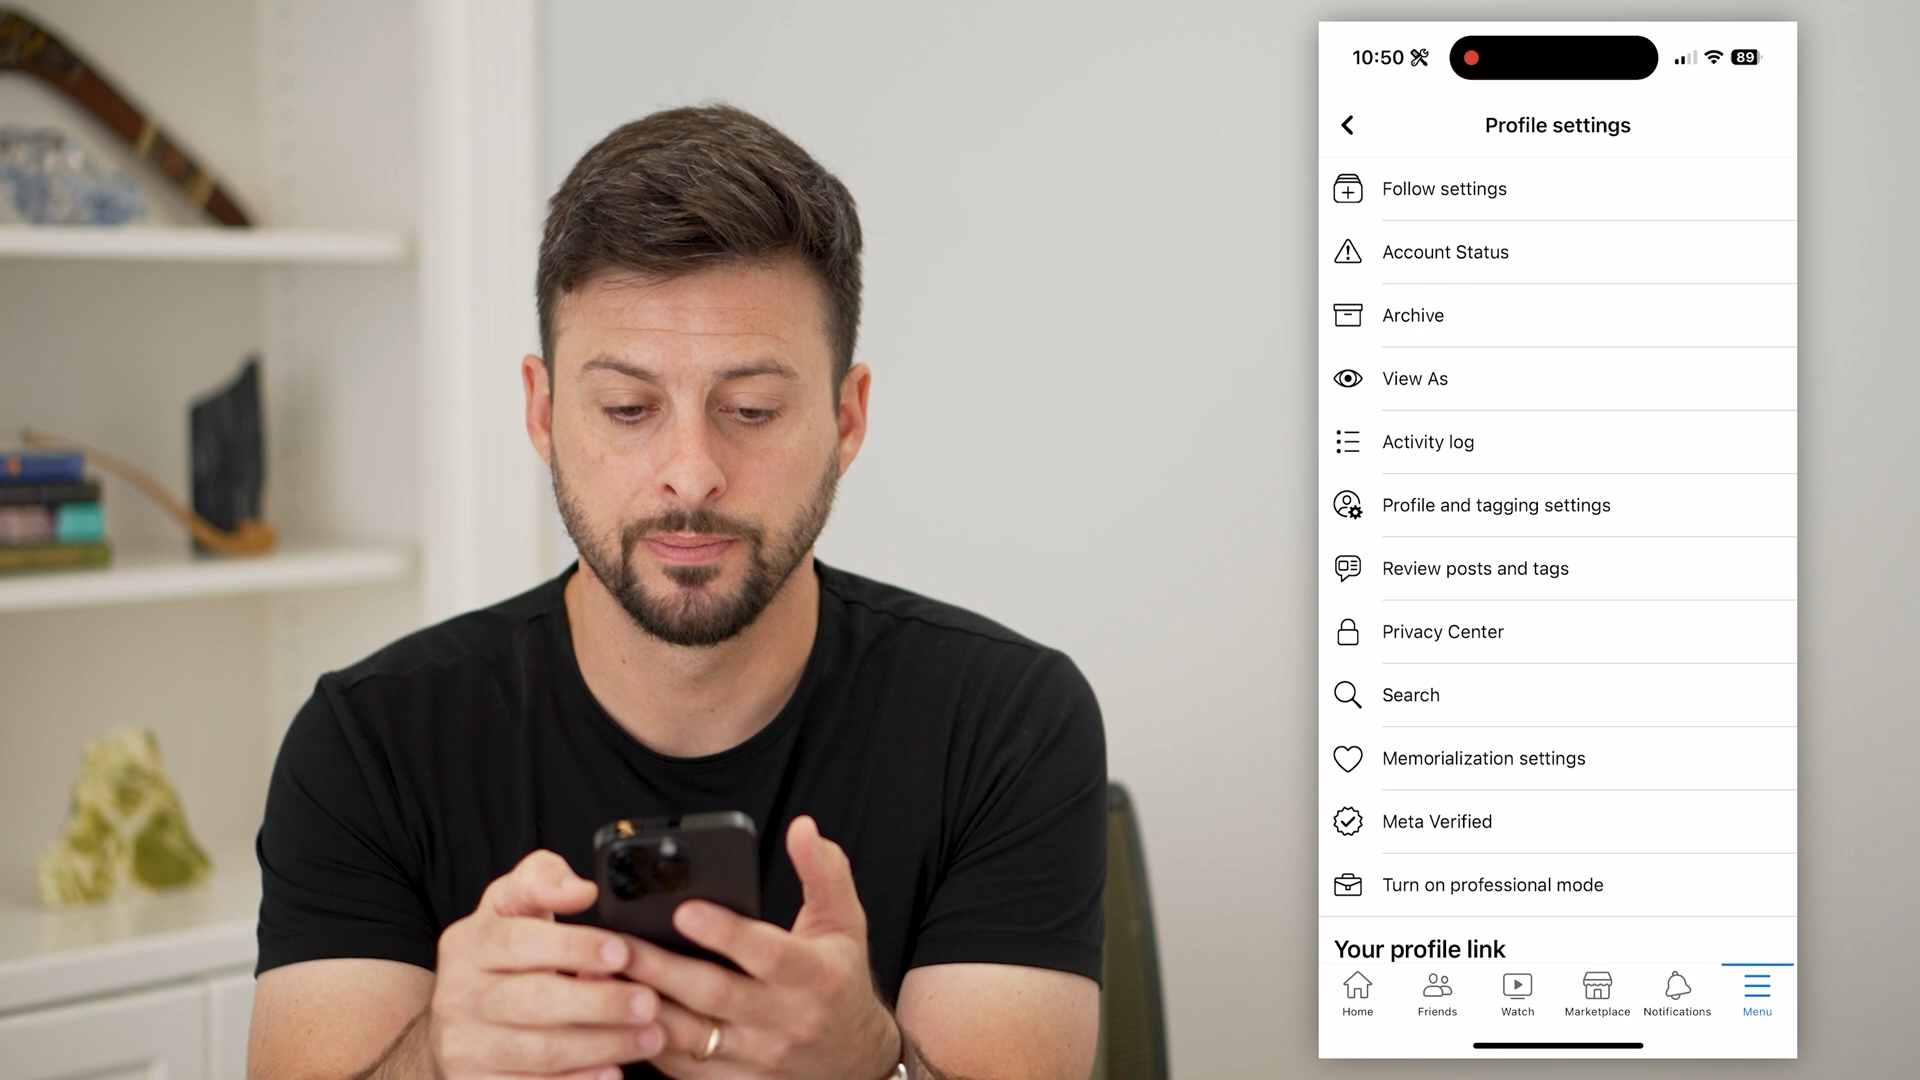 10:50
89
Profile settings
Follow settings
Account Status
Archive
View As
Activity log
Profile and tagging settings
Review posts and tags
Privacy Center
Search
Memorialization settings
Meta Verified
Turn on professional mode
Your profile link
Home Friends Watch Marketplace Notifications Menu